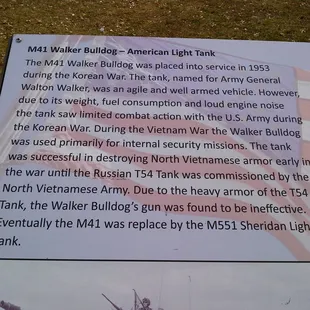 M41 Walker Bulldog – American Light Tank
The M41 Walker Bulldog was placed into service in 1953
during the Korean War. The tank, named for Army General
Walton Walker, was an agile and well armed vehicle. However,
due to its weight, fuel consumption and loud engine noise
the tank saw limited combat action with the U.S. Army during
the Korean War. During the Vietnam War the Walker Bulldog
was used primarily for internal security missions. The tank
was successful in destroying North Vietnamese armor early in
the war until the Russian T54 Tank was commissioned by the
North Vietnamese Army. Due to the heavy armor of the T54
Tank, the Walker Bulldog's gun was found to be ineffective.
Eventually the M41 was replace by the M551 Sheridan Ligh
ank.